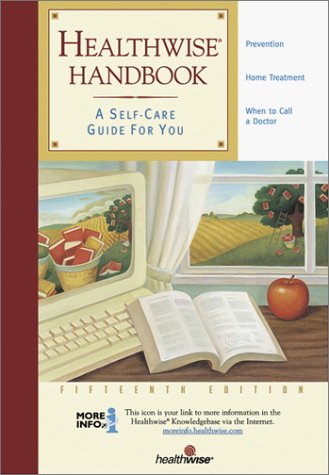 HEALTHWISE® HANDBOOK
A SELF-CARE
GUIDE FOR YOU
Prevention
Home Treatment
When to Call
a Doctor
FIFTEENTH EDITION
MORE
INFO. i
This icon is your link to more information in the
Healthwise® Knowledgebase via the Internet.
moreinfo.healthwise.com
healthwise®